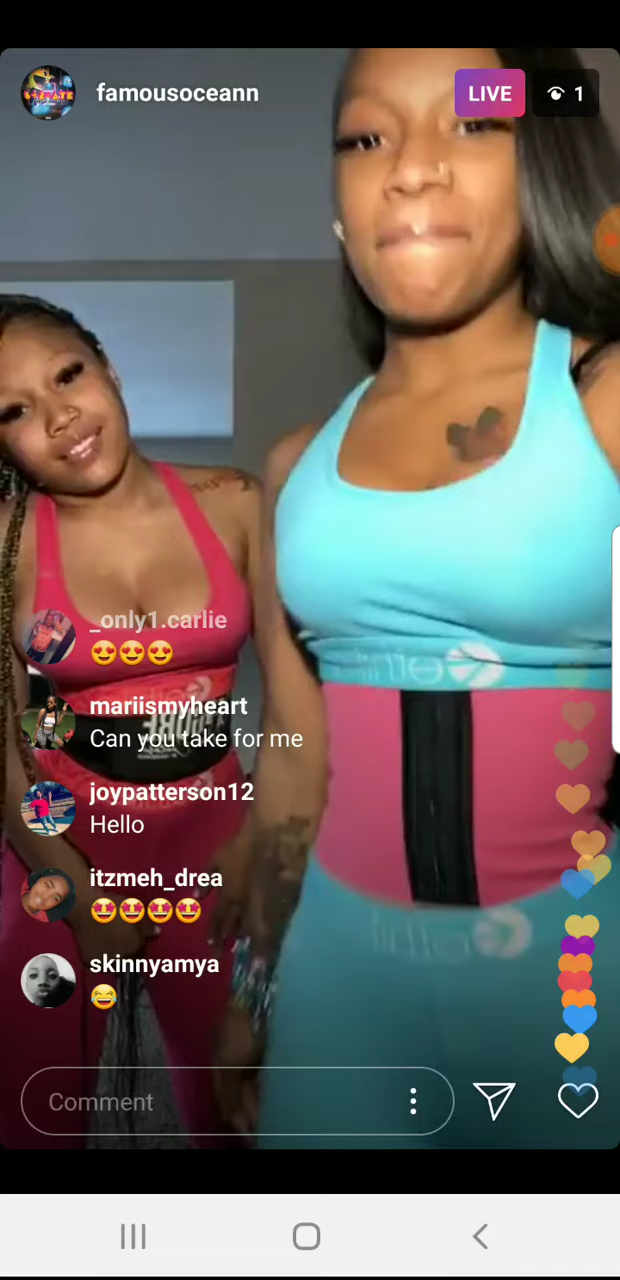 famousoceann
LIVE
1
_only1.carlie
😍😍😍
mariismyheart
Can you take for me
joypatterson12
Hello
itzmeh_drea
🤩🤩🤩🤩
skinnyamya
😂
Comment